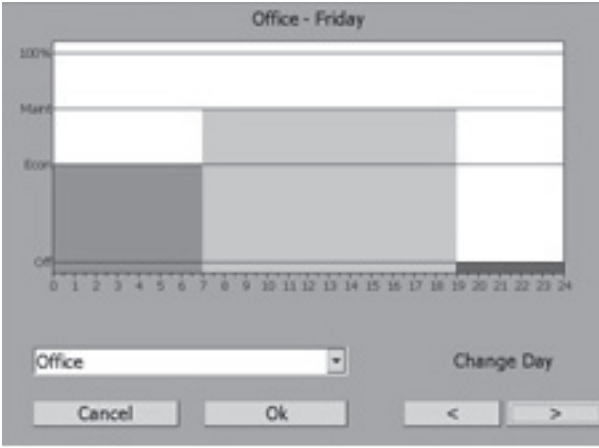 Office - Friday
100%
Maint
Econ
Off
0 1 2 3 4 5 6 7 8 9 10 11 12 13 14 15 16 17 18 19 20 21 22 23 24
Office
Change Day
Cancel Ok < >